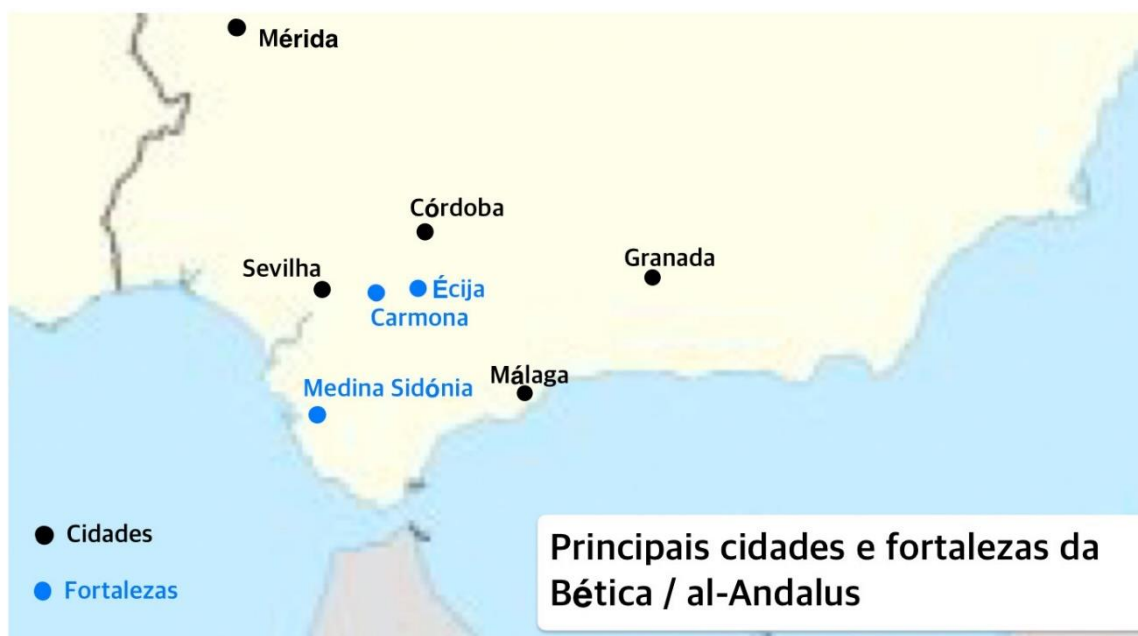 Mérida
Córdoba
Sevilha
Granada
Écija
Carmona
Medina Sidónia
Málaga
Cidades
Fortalezas
Principais cidades e fortalezas da
Bética / al-Andalus